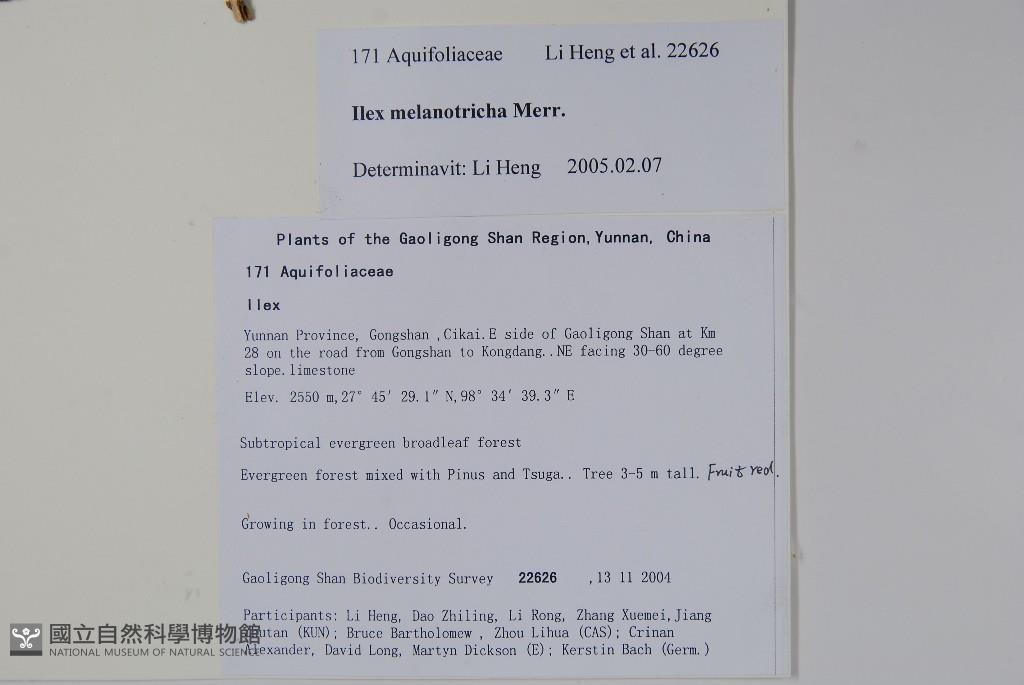 171 Aquifoliaceae Li Heng et al. 22626
Ilex melanotricha Merr.
Determinavit: Li Heng 2005.02.07
Plants of the Gaoligong Shan Region, Yunnan, China
171 Aquifoliaceae
Ilex
Yunnan Province, Gongshan ,Cikai.E side of Gaoligong Shan at Km
28 on the road from Gongshan to Kongdang..NE facing 30-60 degree
slope.limestone
Elev. 2550 m,27° 45′ 29.1″ N,98° 34′ 39.3″ E
Subtropical evergreen broadleaf forest
Evergreen forest mixed with Pinus and Tsuga.. Tree 3-5 m tall. Fruit red.
Growing in forest.. Occasional.
Gaoligong Shan Biodiversity Survey 22626 ,13 11 2004
Participants: Li Heng, Dao Zhiling, Li Rong, Zhang Xuemei,Jiang
(KUN); Bruce Bartholomew , Zhou Lihua (CAS); Crinan
Alexander, David Long, Martyn Dickson (E); Kerstin Bach (Germ.)
國立自然科學博物館
NATIONAL MUSEUM OF NATURAL SCIENCE